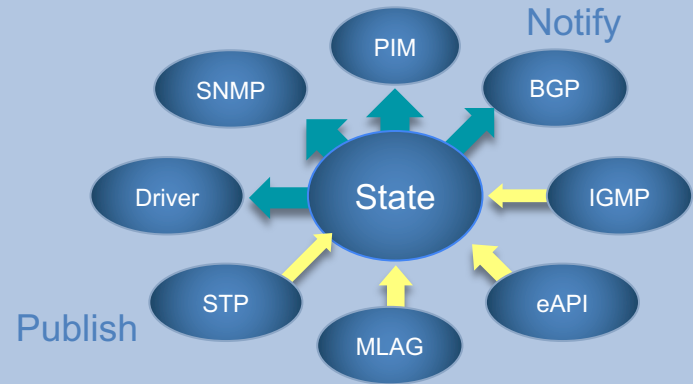 Notify
PIM
SNMP
BGP
Driver
State
IGMP
STP
eAPI
Publish
MLAG